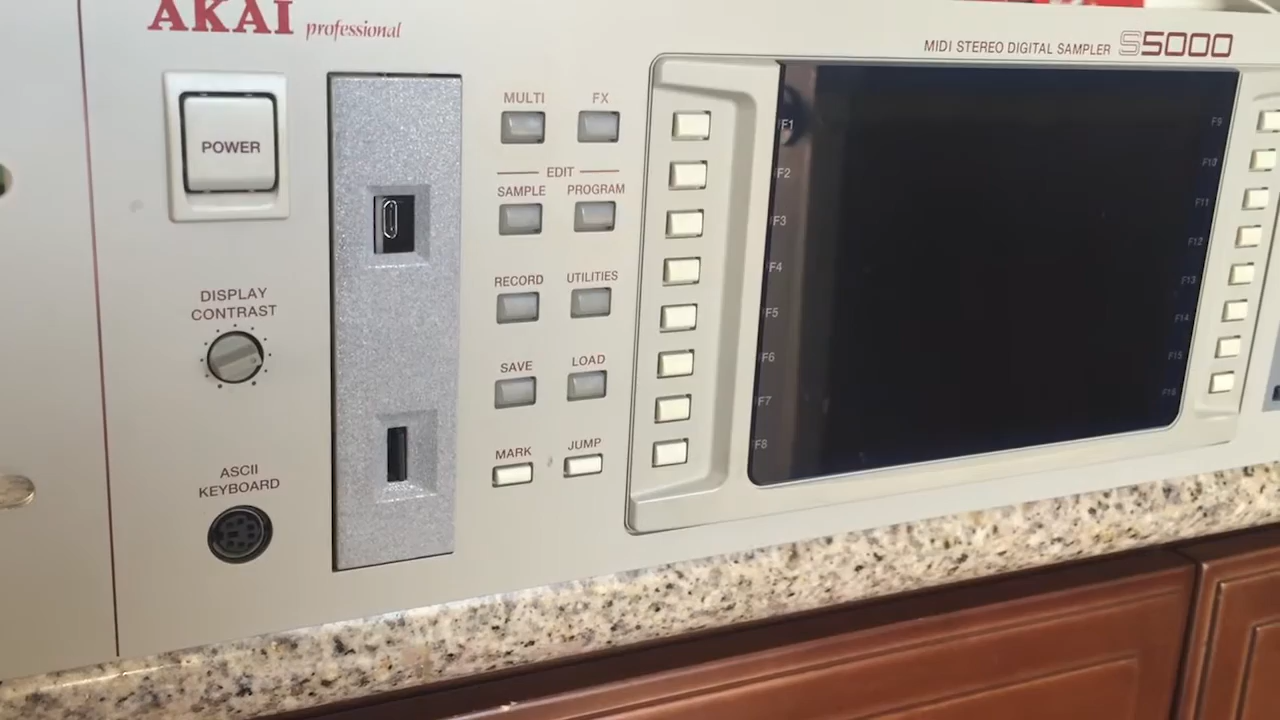 AKAI professional
MIDI STEREO DIGITAL SAMPLER S5000
POWER
DISPLAY
CONTRAST
ASCII
KEYBOARD
MULTI FX
EDIT
SAMPLE PROGRAM
RECORD UTILITIES
SAVE LOAD
MARK JUMP
F1
F2
F3
F4
F5
F6
F7
F8
F9
F10
F11
F12
F13
F14
F15
F16